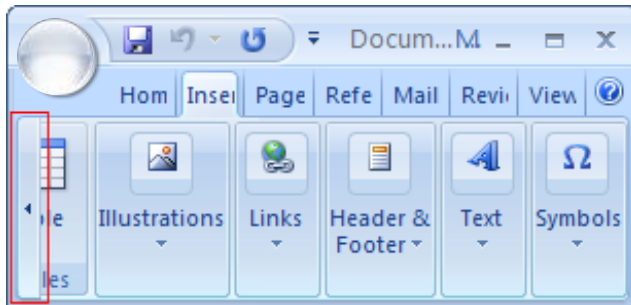 Docum...M
Hom Inser Page Refe Mail Revi View
Illustrations Links Header & Footer Text Symbols